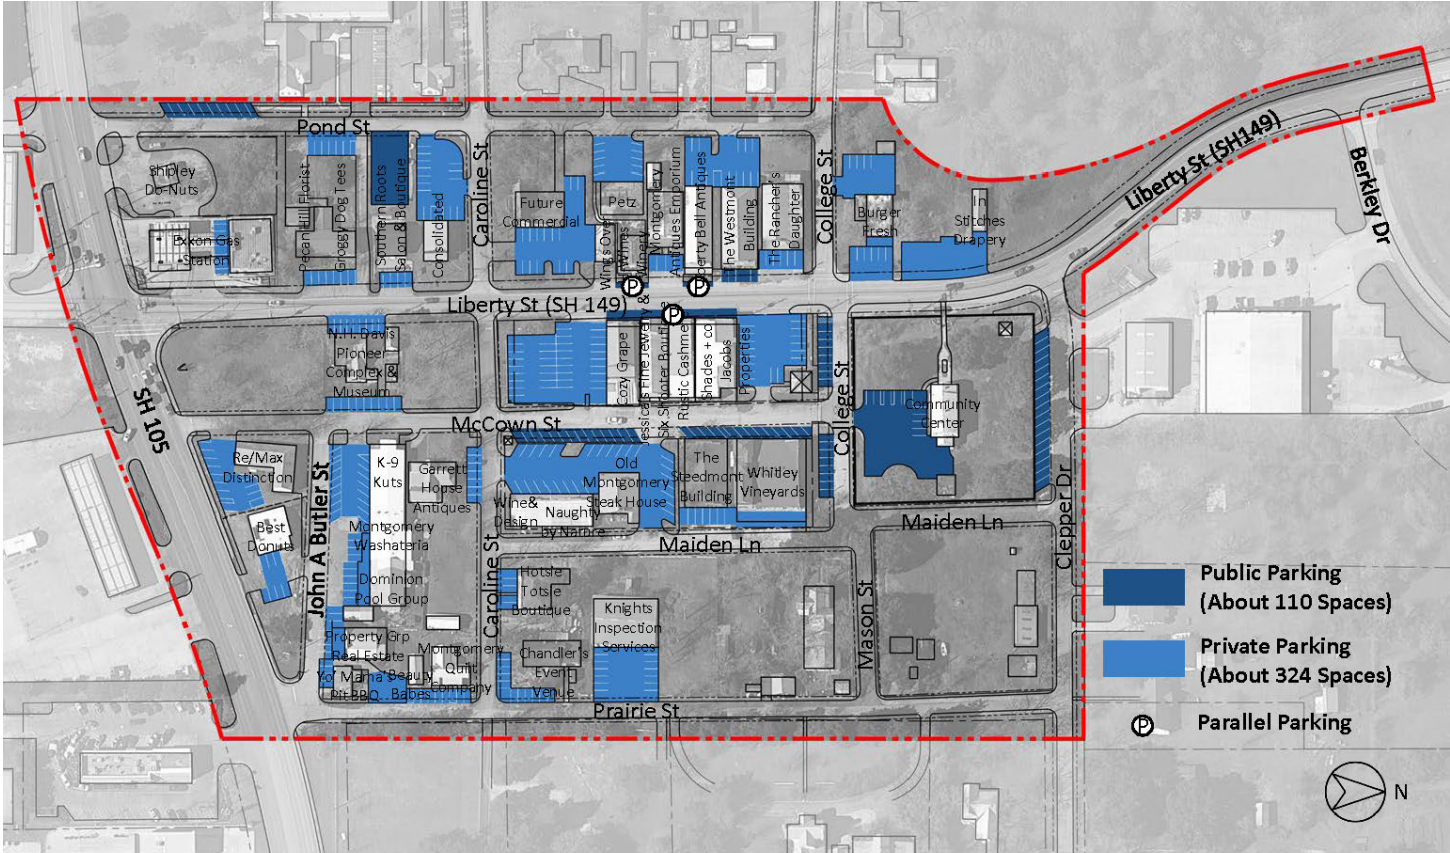 Pond St
Shipley
Do-Nuts
Exxon Gas
Station
Pecan Hill Florist
Groggy Dog Tees
Southern Roots
Salon & Boutique
Consolidated
Caroline St
Future
Commercial
Petz
Wings Over
Wings
Montgomery
Antiques Emporium
The Westmont
Building
The Rancher's
Daughter
College St
Burger
Fresh
In
Stitches
Drapery
Liberty St (SH149)
Berkley Dr
Liberty St (SH 149)
P
P
P
N.H. Davis
Pioneer
Complex &
Museum
Cozy Grape
Six Shooter Boutique
Rustic Cashmere
Shades + co
Jacobs
Properties
College St
Community
Center
SH 105
McCown St
Re/Max
Distinction
Best
Donuts
John A Butler St
K-9
Kuts
Garrett
House
Antiques
Montgomery
Washateria
Dominion
Pool Group
Wine&
Design
Naughty
by Nature
Old
Montgomery
Steak House
The
Steedmont
Building
Whitley
Vineyards
Maiden Ln
Maiden Ln
Clepper Dr
Caroline St
Hotsie
Totsie
Boutique
Knights
Inspection
Services
Mason St
Property Grp
Real Estate
Yo' Mama's
Pit BBQ
Beauty
Babes
Montgomery
Quilt
Company
Chandler's
Event
Venue
Prairie St
Public Parking
(About 110 Spaces)
Private Parking
(About 324 Spaces)
P Parallel Parking
N